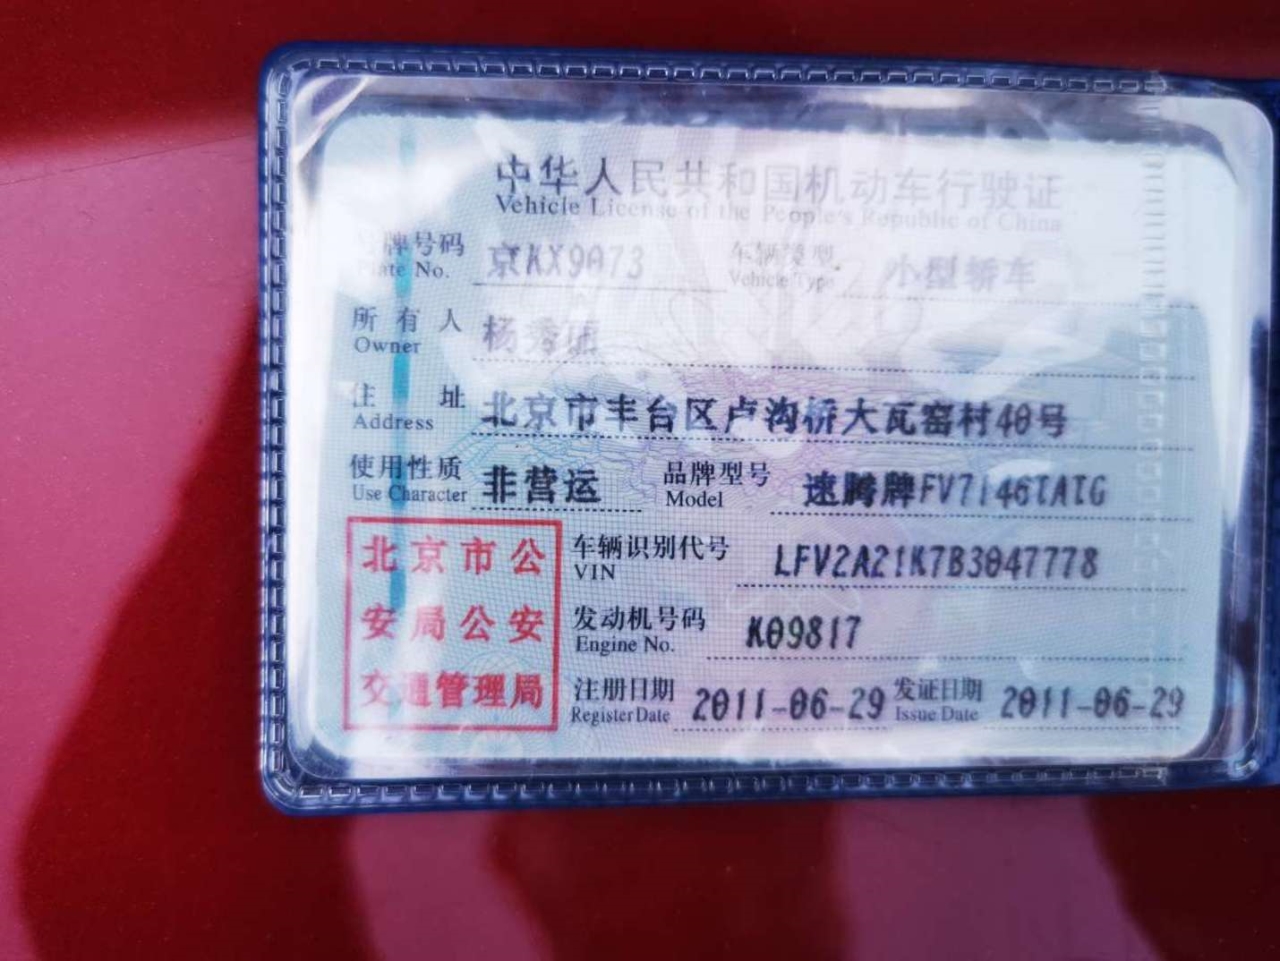 中华人民共和国机动车行驶证
Vehicle License of the People's Republic of China
号牌号码 京KX9073 车辆类型 小型轿车
Plate No. Vehicle Type
所有人 杨秀
Owner
住址 北京市丰台区卢沟桥大瓦窑村40号
Address
使用性质 非营运 品牌型号 速腾牌FV7146TATG
Use Character Model
北京市公
安局公安
交通管理局
车辆识别代号 LFV2A21K7B3047778
VIN
发动机号码 K09817
Engine No.
注册日期 2011-06-29 发证日期 2011-06-29
Register Date Issue Date